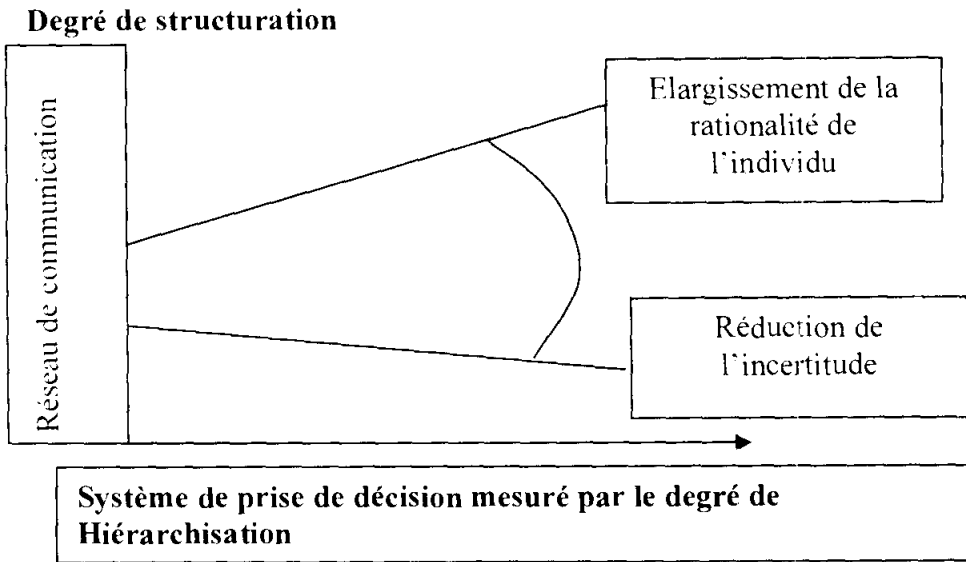 Degré de structuration
Réseau de communication
Elargissement de la
rationalité de
l'individu
Réduction de
l'incertitude
Système de prise de décision mesuré par le degré de
Hiérarchisation